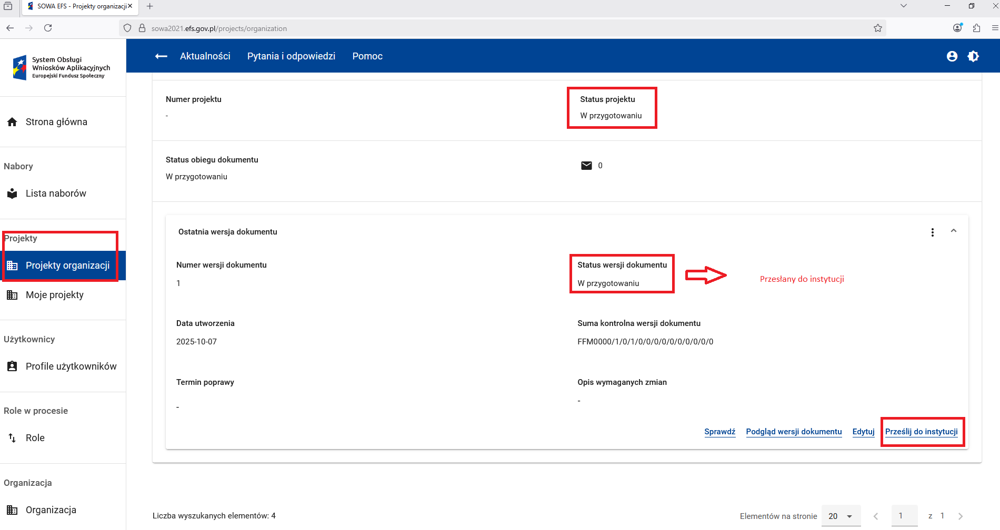 SOWA EFS - Projekty organizacji
sowa2021.efs.gov.pl/projects/organization
System Obsługi
Wniosków Aplikacyjnych
Europejski Fundusz Społeczny
Aktualności Pytania i odpowiedzi Pomoc
Strona główna
Nabory
Lista naborów
Projekty
Projekty organizacji
Moje projekty
Użytkownicy
Profile użytkowników
Role w procesie
Role
Organizacja
Organizacja
Numer projektu
-
Status projektu
W przygotowaniu
Status obiegu dokumentu
W przygotowaniu
0
Ostatnia wersja dokumentu
Numer wersji dokumentu
1
Status wersji dokumentu
W przygotowaniu
Przesłany do instytucji
Data utworzenia
2025-10-07
Suma kontrolna wersji dokumentu
FFM0000/1/0/1/0/0/0/0/0/0/0/0/0/0
Termin poprawy
-
Opis wymaganych zmian
-
Sprawdź Podgląd wersji dokumentu Edytuj Prześlij do instytucji
Liczba wyszukanych elementów: 4
Elementów na stronie 20 1 z 1